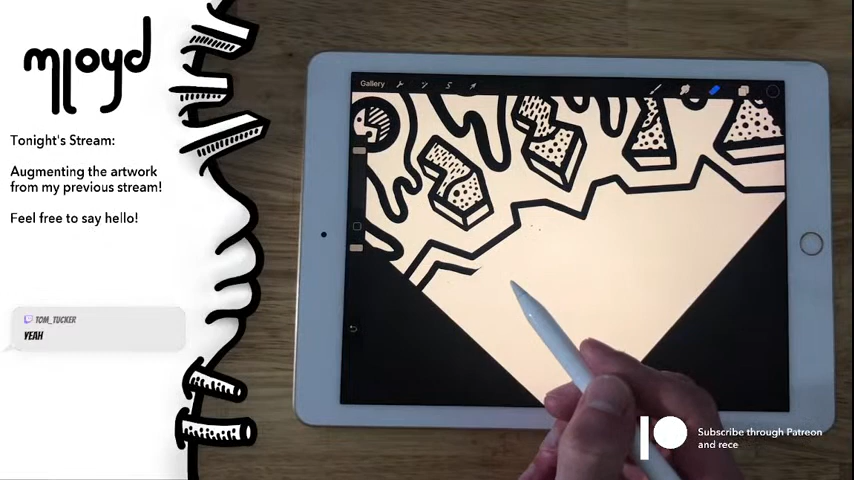 mloyd
Tonight's Stream:
Augmenting the artwork
from my previous stream!
Feel free to say hello!
TOM_TUCKER
YEAH
Gallery
Subscribe through Patreon
and rece